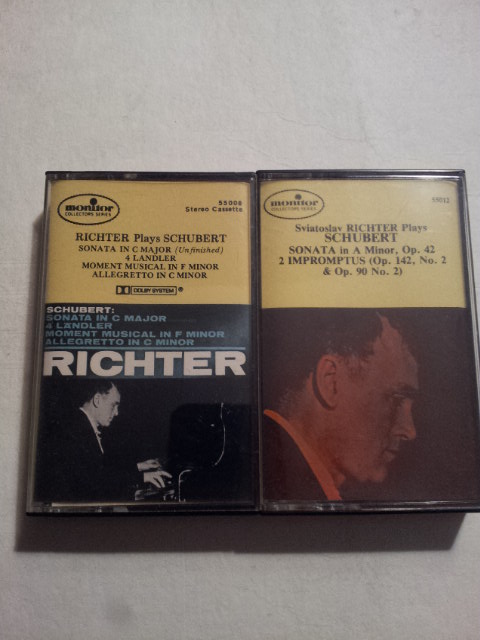 monitor
COLLECTORS SERIES
55009
Stereo Cassette
RICHTER Plays SCHUBERT
SONATA IN C MAJOR (Unfinished)
4 LANDLER
MOMENT MUSICAL IN F MINOR
ALLEGRETTO IN C MINOR
DOLBY SYSTEM ®
SCHUBERT:
SONATA IN C MAJOR
4 LÄNDLER
MOMENT MUSICAL IN F MINOR
ALLEGRETTO IN C MINOR
RICHTER
monitor
COLLECTORS SERIES
55012
Sviatoslav RICHTER Plays
SCHUBERT
SONATA in A Minor, Op. 42
2 IMPROMPTUS (Op. 142, No. 2
& Op. 90 No. 2)